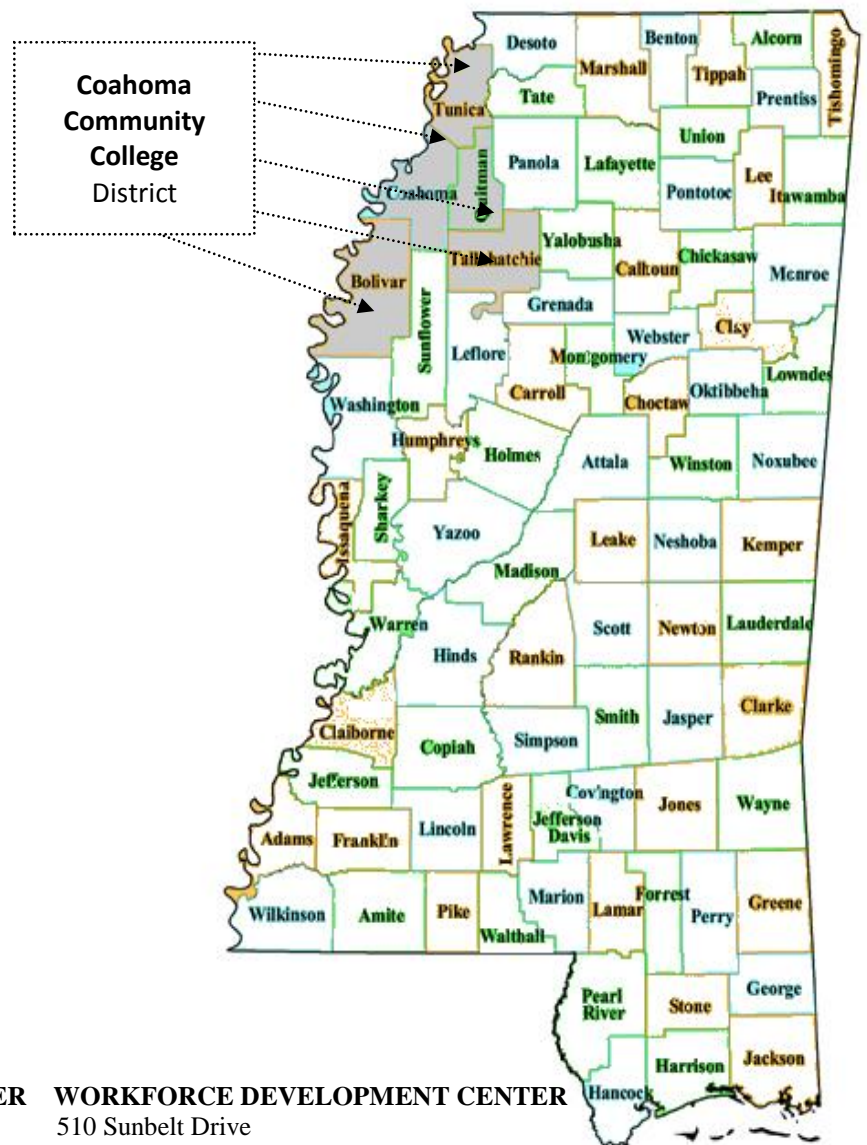 Coahoma
Community
College
District
Desoto
Benton
Alcorn
Tishomingo
Marshall
Tippah
Prentiss
Tunica
Tate
Union
Lee
Itawamba
Coahoma
Quitman
Panola
Lafayette
Pontotoc
Bolivar
Tallahatchie
Yalobusha
Calhoun
Chickasaw
Monroe
Sunflower
Grenada
Leflore
Webster
Clay
Montgomery
Carroll
Choctaw
Oktibbeha
Lowndes
Washington
Humphreys
Holmes
Attala
Winston
Noxubee
Issaquena
Sharkey
Yazoo
Leake
Neshoba
Kemper
Madison
Warren
Hinds
Rankin
Scott
Newton
Lauderdale
Claiborne
Copiah
Simpson
Smith
Jasper
Clarke
Jefferson
Adams
Franklin
Lincoln
Lawrence
Jefferson
Davis
Covington
Jones
Wayne
Wilkinson
Amite
Pike
Walthall
Marion
Lamar
Forrest
Perry
Greene
Pearl
River
Stone
George
Hancock
Harrison
Jackson
ER WORKFORCE DEVELOPMENT CENTER
510 Sunbelt Drive